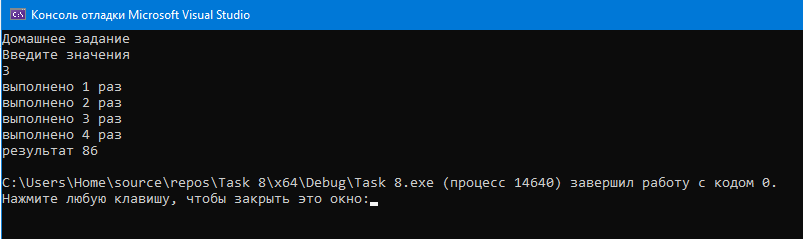 Консоль отладки Microsoft Visual Studio
Домашнее задание
Введите значения
3
выполнено 1 раз
выполнено 2 раз
выполнено 3 раз
выполнено 4 раз
результат 86
C:\Users\Home\source\repos\Task 8\x64\Debug\Task 8.exe (процесс 14640) завершил работу с кодом 0.
Нажмите любую клавишу, чтобы закрыть это окно: